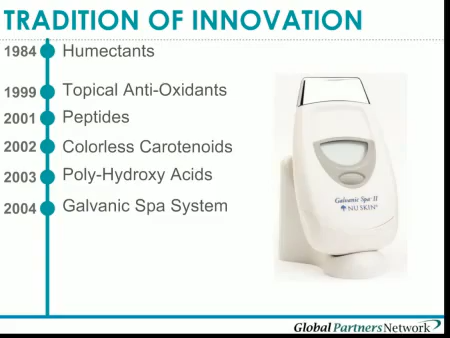 TRADITION OF INNOVATION
1984 Humectants
1999 Topical Anti-Oxidants
2001 Peptides
2002 Colorless Carotenoids
2003 Poly-Hydroxy Acids
2004 Galvanic Spa System
Galvanic Spa II
NU SKIN®
Global Partners Network